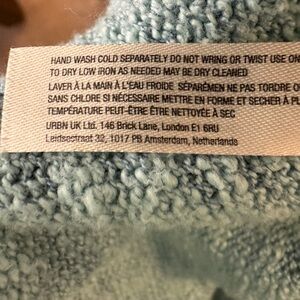 HAND WASH COLD SEPARATELY DO NOT WRING OR TWIST USE ON
TO DRY LOW IRON AS NEEDED MAY BE DRY CLEANED
LAVER À LA MAIN À L'EAU FROIDE SÉPARÉMEN NE PAS TORDRE O
SANS CHLORE SI NÉCESSAIRE METTRE EN FORME ET SECHER À PL
TEMPÉRATURE PEUT-ÊTRE ÊTRE NETTOYÉE À SEC
URBN UK Ltd. 146 Brick Lane, London E1 6RU
Leidsestraat 32, 1017 PB Amsterdam, Netherlands